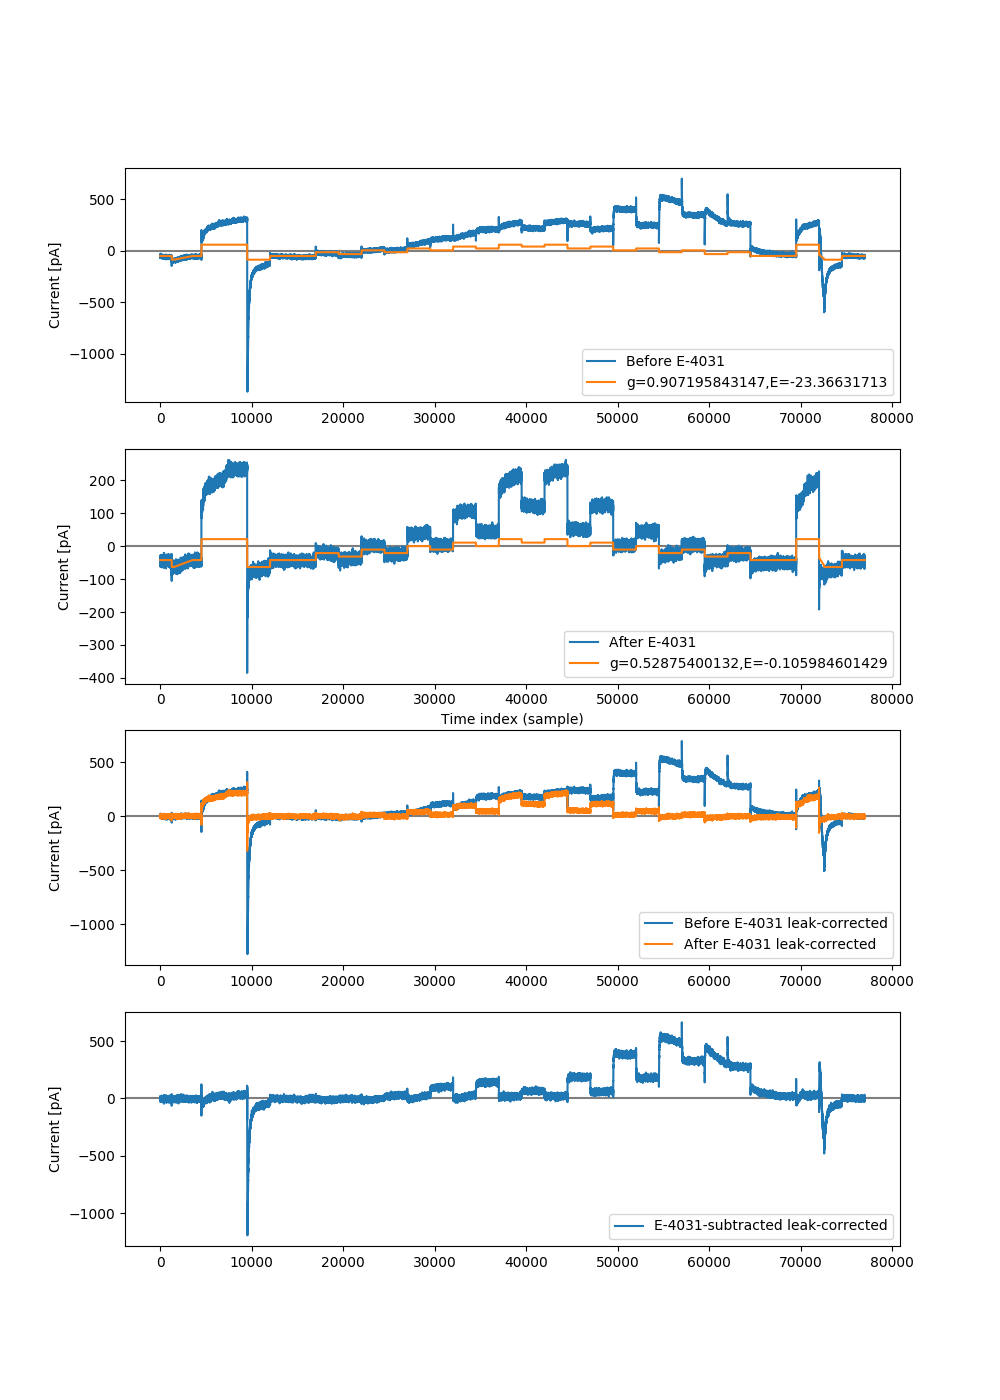 500
0
−500
−1000
Current [pA]
Before E-4031
g=0.907195843147,E=-23.36631713
0 10000 20000 30000 40000 50000 60000 70000 80000
200
100
0
−100
−200
−300
−400
Current [pA]
After E-4031
g=0.52875400132,E=-0.105984601429
0 10000 20000 30000 40000 50000 60000 70000 80000
Time index (sample)
500
0
−500
−1000
Current [pA]
Before E-4031 leak-corrected
After E-4031 leak-corrected
0 10000 20000 30000 40000 50000 60000 70000 80000
500
0
−500
−1000
Current [pA]
E-4031-subtracted leak-corrected
0 10000 20000 30000 40000 50000 60000 70000 80000